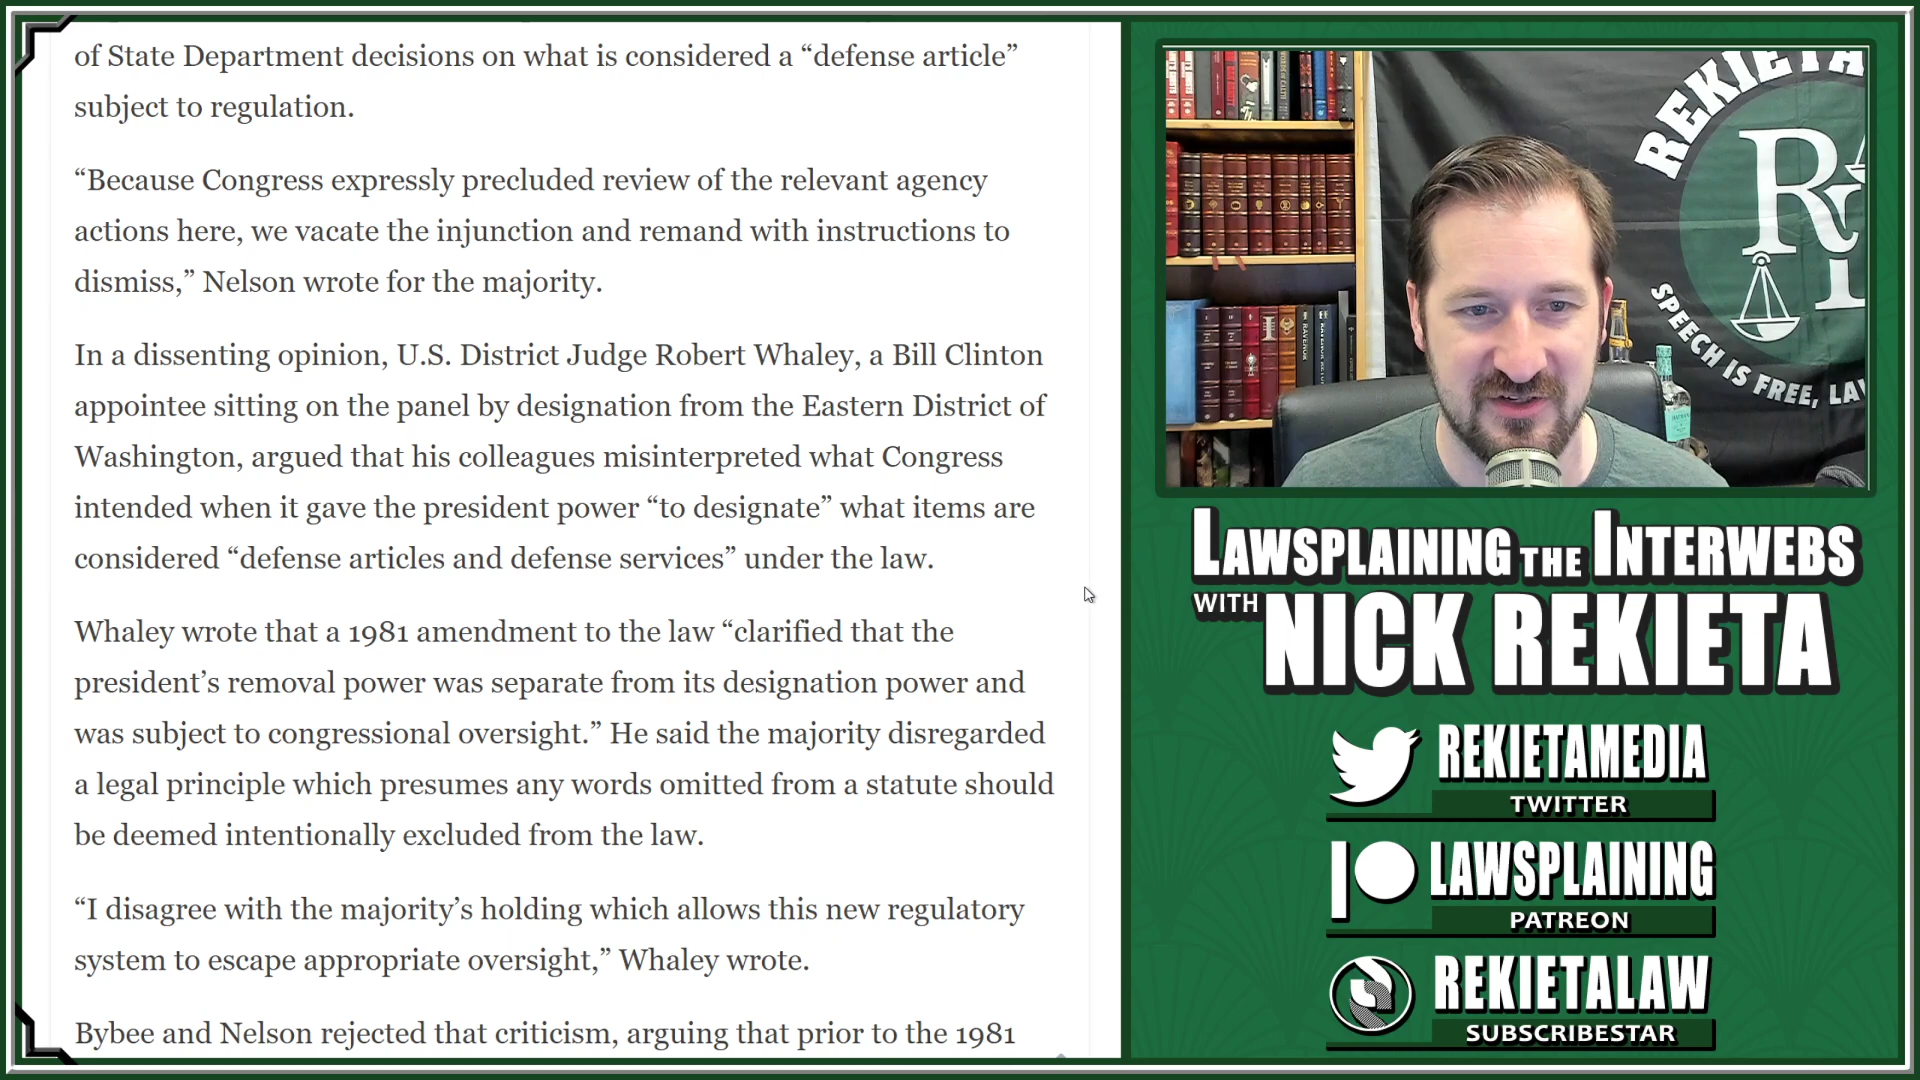 of State Department decisions on what is considered a “defense article”
subject to regulation.
“Because Congress expressly precluded review of the relevant agency
actions here, we vacate the injunction and remand with instructions to
dismiss,” Nelson wrote for the majority.
In a dissenting opinion, U.S. District Judge Robert Whaley, a Bill Clinton
appointee sitting on the panel by designation from the Eastern District of
Washington, argued that his colleagues misinterpreted what Congress
intended when it gave the president power “to designate” what items are
considered “defense articles and defense services” under the law.
Whaley wrote that a 1981 amendment to the law “clarified that the
president’s removal power was separate from its designation power and
was subject to congressional oversight.” He said the majority disregarded
a legal principle which presumes any words omitted from a statute should
be deemed intentionally excluded from the law.
“I disagree with the majority’s holding which allows this new regulatory
system to escape appropriate oversight,” Whaley wrote.
Bybee and Nelson rejected that criticism, arguing that prior to the 1981
REKIETA
R
SPEECH IS FREE, LA
LAWSPLAINING THE INTERWEBS
WITH NICK REKIETA
REKIETAMEDIA
TWITTER
LAWSPLAINING
PATREON
REKIETALAW
SUBSCRIBESTAR